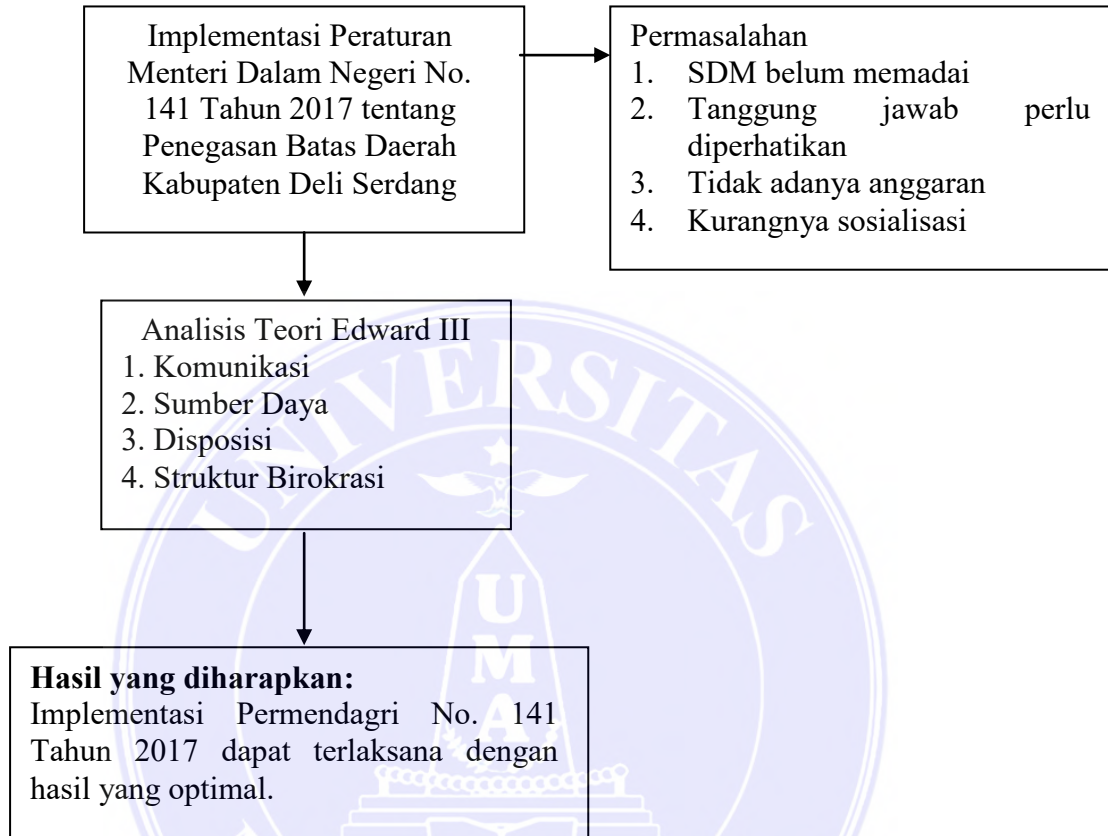 Implementasi Peraturan
Menteri Dalam Negeri No.
141 Tahun 2017 tentang
Penegasan Batas Daerah
Kabupaten Deli Serdang
Permasalahan
1. SDM belum memadai
2. Tanggung jawab perlu
diperhatikan
3. Tidak adanya anggaran
4. Kurangnya sosialisasi
Analisis Teori Edward III
1. Komunikasi
2. Sumber Daya
3. Disposisi
4. Struktur Birokrasi
UNIVERSITAS
U
M
A
Hasil yang diharapkan:
Implementasi Permendagri No. 141
Tahun 2017 dapat terlaksana dengan
hasil yang optimal.